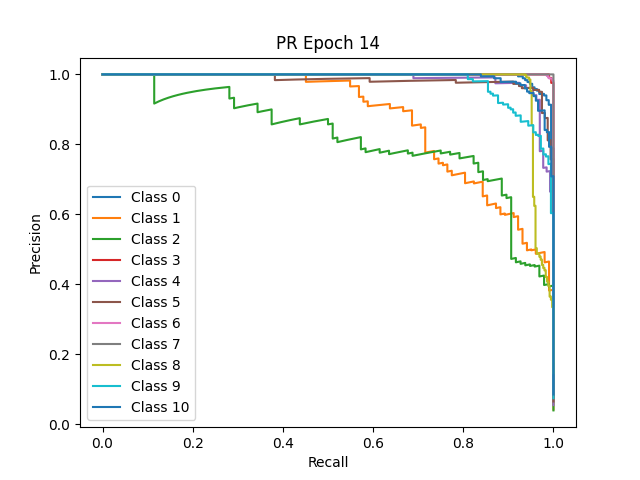 PR Epoch 14
Precision
1.0
0.8
0.6
0.4
0.2
0.0
Class 0
Class 1
Class 2
Class 3
Class 4
Class 5
Class 6
Class 7
Class 8
Class 9
Class 10
0.0 0.2 0.4 0.6 0.8 1.0
Recall